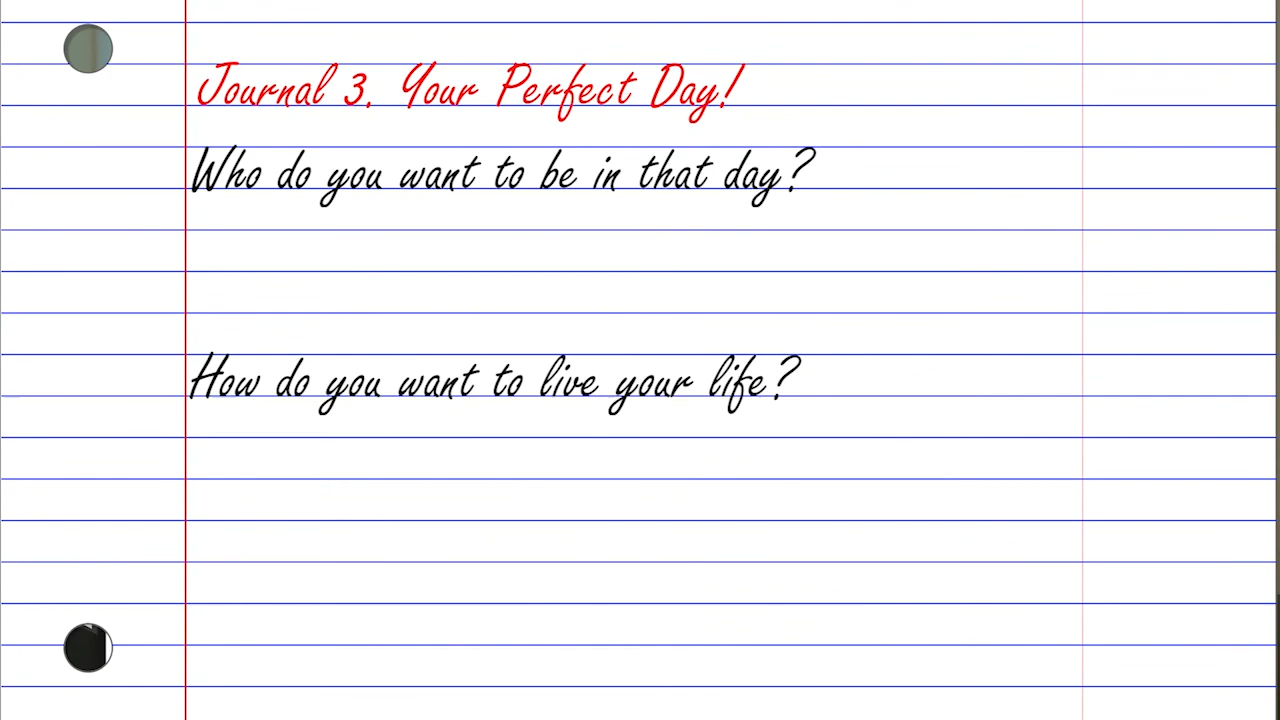 Journal 3. Your Perfect Day!
Who do you want to be in that day?
How do you want to live your life?